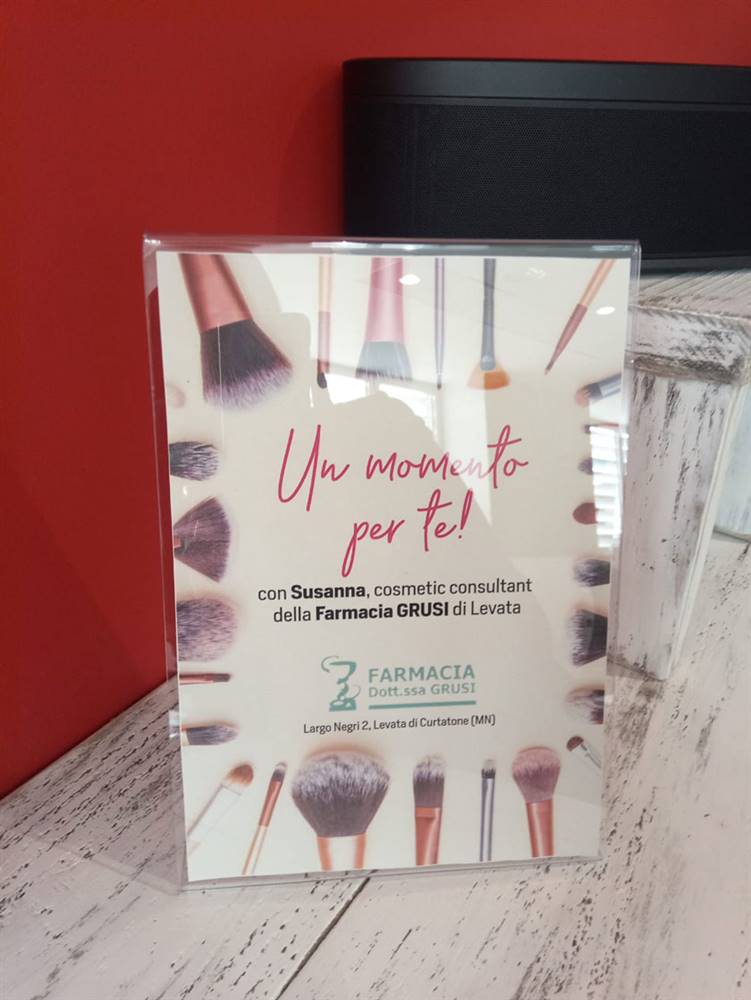 Un momento
per te!
con Susanna, cosmetic consultant
della Farmacia GRUSI di Levata
FARMACIA
Dott.ssa GRUSI
Largo Negri 2, Levata di Curtatone (MN)